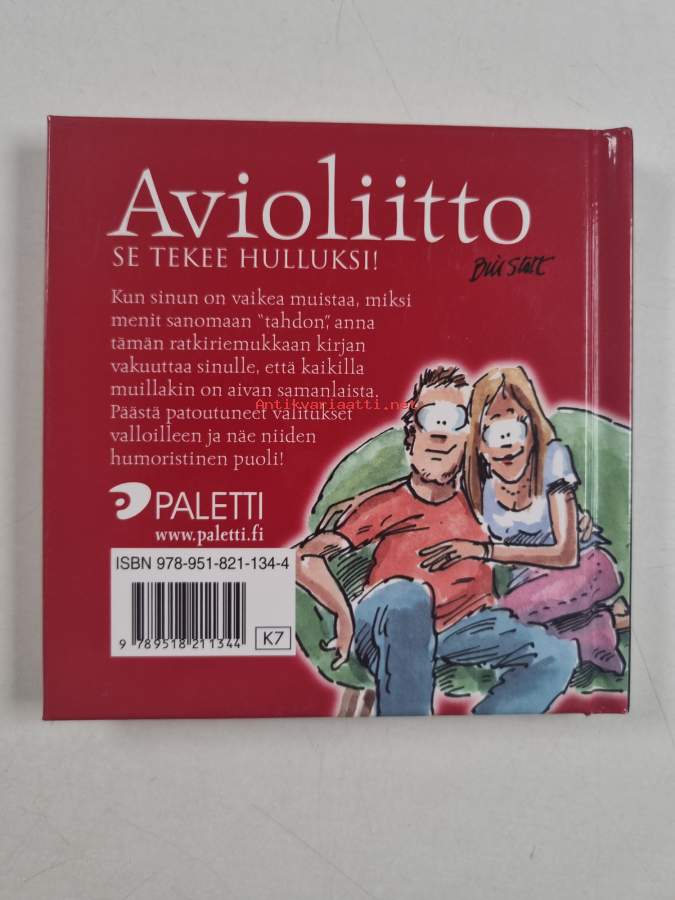 Avioliitto
SE TEKEE HULLUKSI!
Bill Stott
Kun sinun on vaikea muistaa, miksi
menit sanomaan “tahdon”, anna
tämän ratkiriemukkaan kirjan
vakuuttaa sinulle, että kaikilla
muillakin on aivan samanlaista.
Antikvariaatti.net
Päästä patoutuneet valitukset
valloilleen ja näe niiden
humoristinen puoli!
PALETTI
www.paletti.fi
ISBN 978-951-821-134-4
9 789518 211344
K7